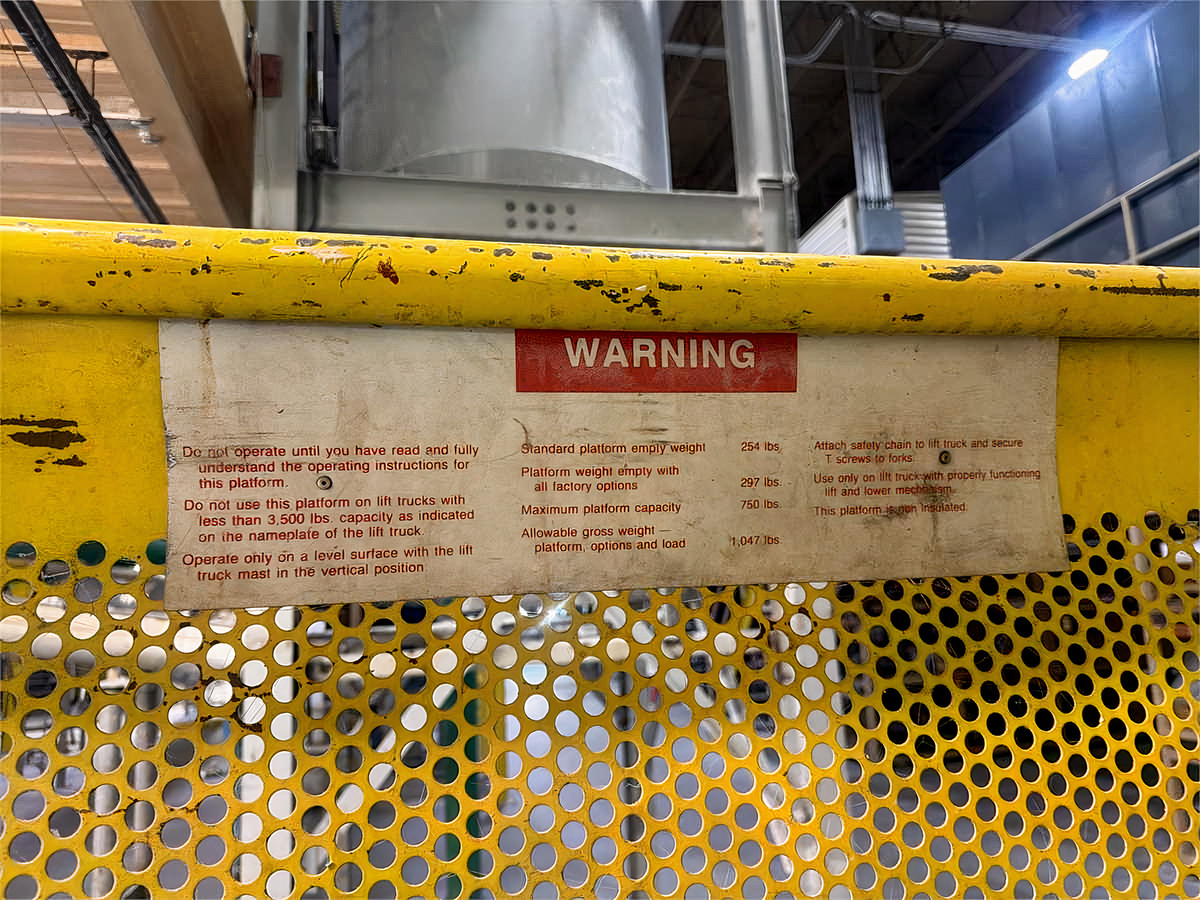 WARNING
Do not operate until you have read and fully
understand the operating instructions for
this platform.
Do not use this platform on lift trucks with
less than 3,500 lbs. capacity as indicated
on the nameplate of the lift truck.
Operate only on a level surface with the lift
truck mast in the vertical position
Standard platform empty weight 254 lbs.
Platform weight empty with
all factory options 297 lbs.
Maximum platform capacity 750 lbs.
Allowable gross weight —
platform, options and load 1,047 lbs.
Attach safety chain to lift truck and secure
T screws to forks.
Use only on lift truck with properly functioning
lift and lower mechanism.
This platform is non insulated.